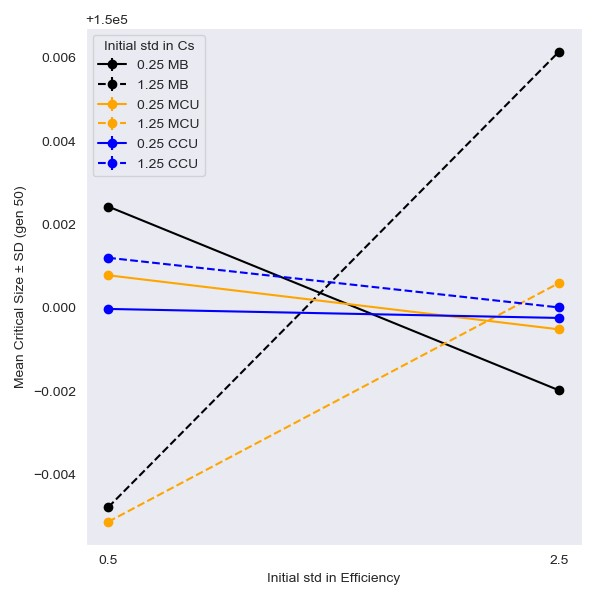 +1.5e5
Initial std in Cs
0.25 MB
1.25 MB
0.25 MCU
1.25 MCU
0.25 CCU
1.25 CCU
0.006
0.004
0.002
0.000
−0.002
−0.004
Mean Critical Size ± SD (gen 50)
0.5
2.5
Initial std in Efficiency